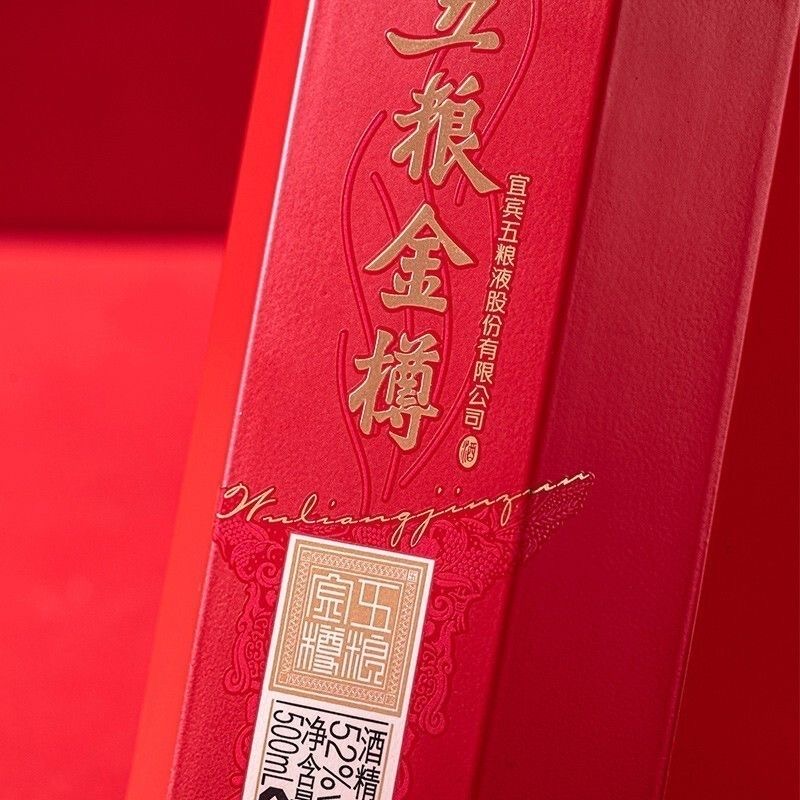 五粮金樽
宜宾五粮液股份有限公司
酒
Wuliangjinzun
五粮
金樽
酒精
52%
净含量
500mL